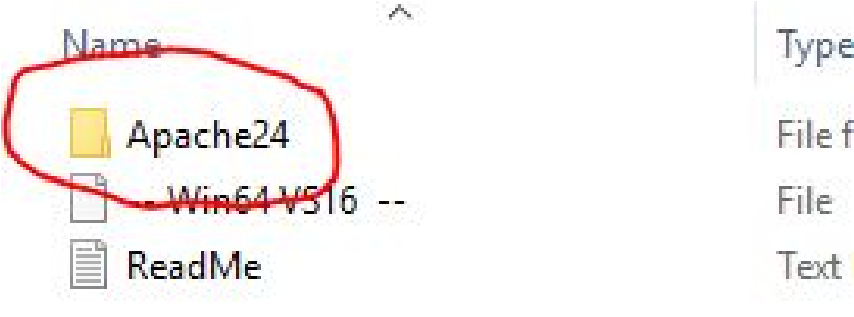 Name Type
Apache24 File f
-- Win64 VS16 -- File
ReadMe Text